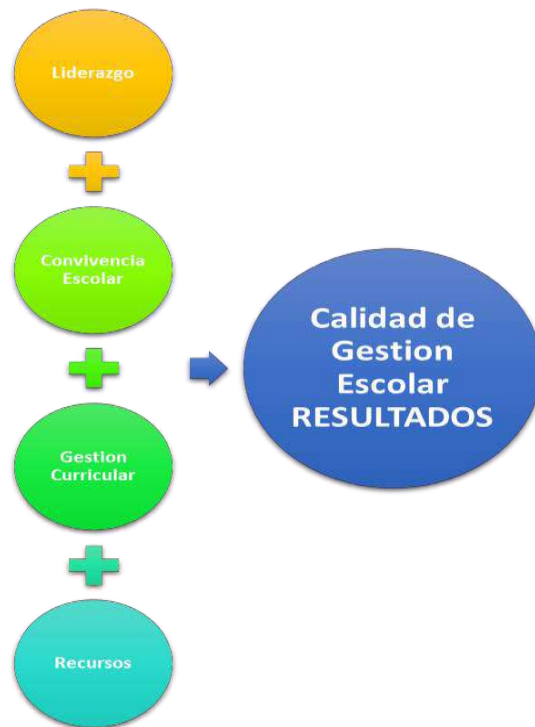 Liderazgo
Convivencia
Escolar
Gestion
Curricular
Recursos
Calidad de
Gestion
Escolar
RESULTADOS